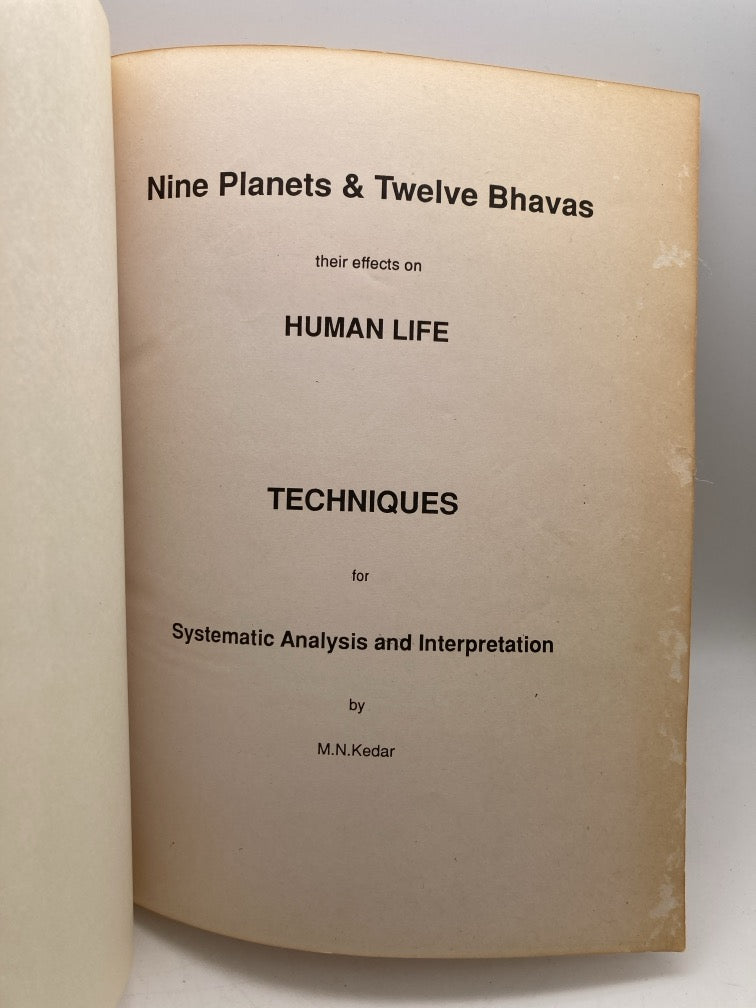 Nine Planets & Twelve Bhavas
their effects on
HUMAN LIFE
TECHNIQUES
for
Systematic Analysis and Interpretation
by
M.N.Kedar